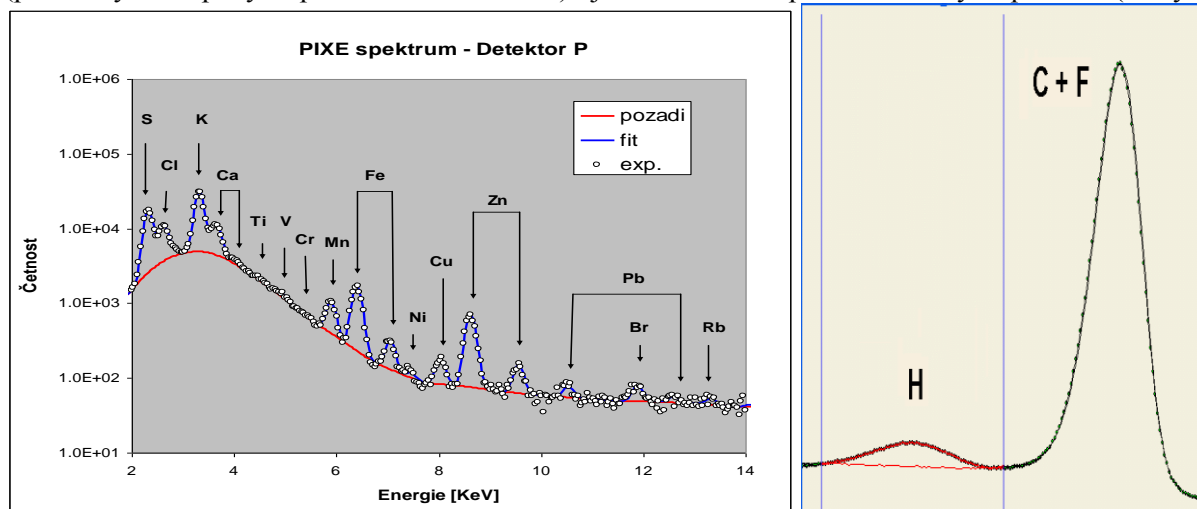 PIXE spektrum - Detektor P
1.0E+06
1.0E+05
1.0E+04
1.0E+03
1.0E+02
1.0E+01
Četnost
S
Cl
K
Ca
Ti
V
Cr
Mn
Fe
Ni
Cu
Zn
Pb
Br
Rb
pozadi
fit
exp.
2 4 6 8 10 12 14
Energie [KeV]
C + F
H